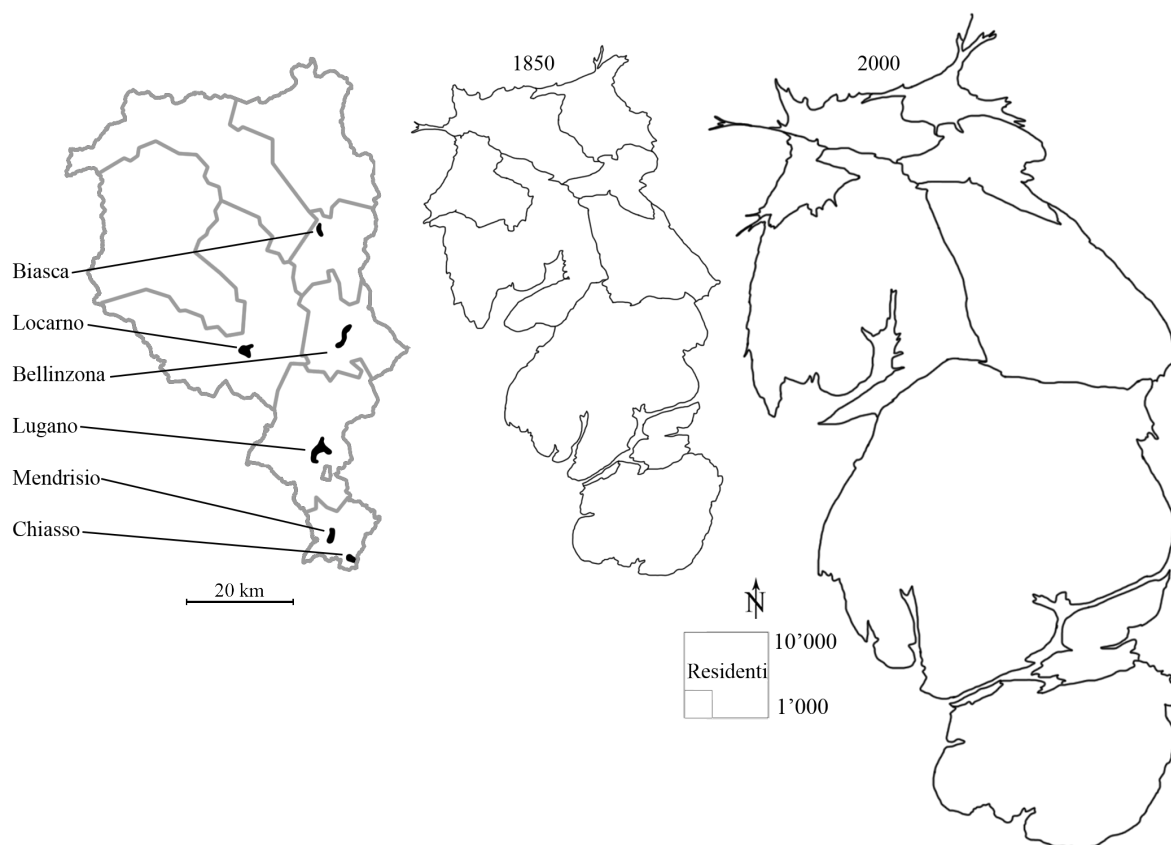 1850
2000
Biasca
Locarno
Bellinzona
Lugano
Mendrisio
Chiasso
20 km
N
10’000
Residenti
1’000